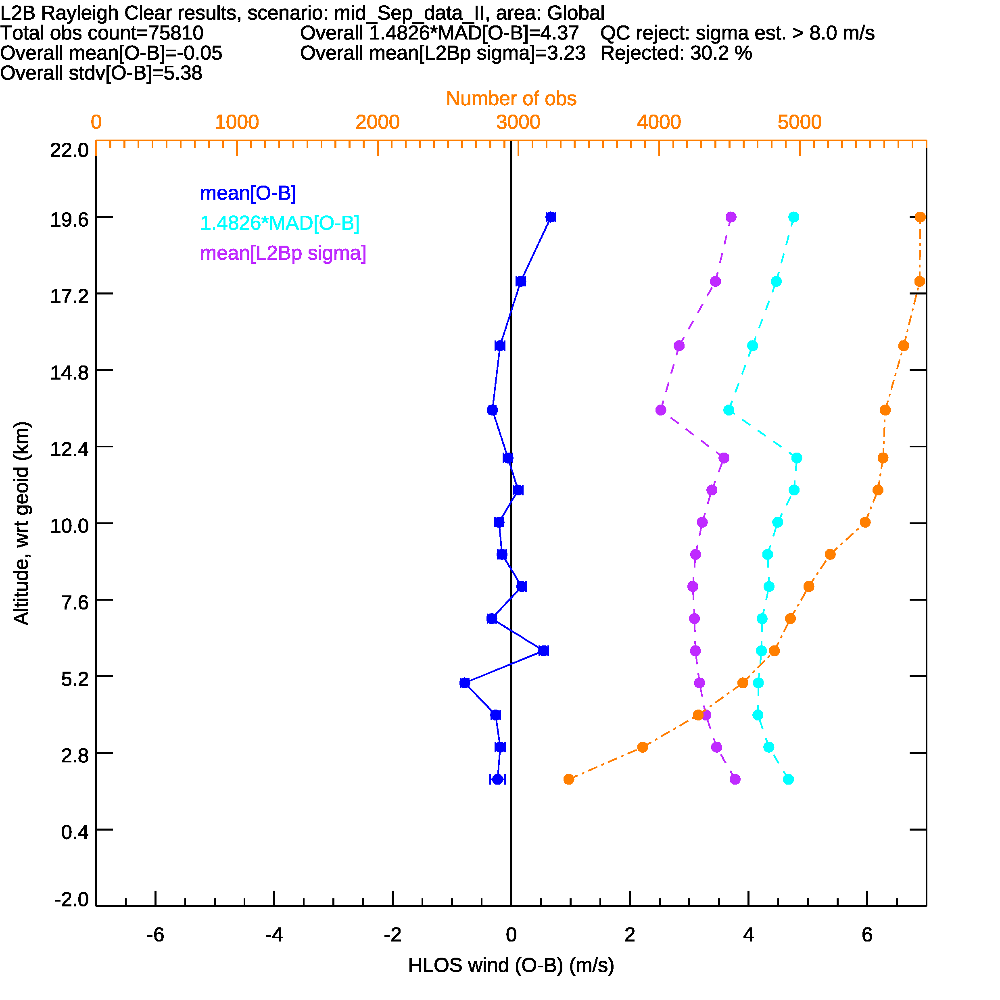 L2B Rayleigh Clear results, scenario: mid_Sep_data_II, area: Global
Total obs count=75810 Overall 1.4826*MAD[O-B]=4.37 QC reject: sigma est. > 8.0 m/s
Overall mean[O-B]=-0.05 Overall mean[L2Bp sigma]=3.23 Rejected: 30.2 %
Overall stdv[O-B]=5.38
Number of obs
0 1000 2000 3000 4000 5000
22.0
mean[O-B]
19.6
1.4826*MAD[O-B]
mean[L2Bp sigma]
17.2
14.8
12.4
10.0
7.6
5.2
2.8
0.4
-2.0
Altitude, wrt geoid (km)
-6 -4 -2 0 2 4 6
HLOS wind (O-B) (m/s)